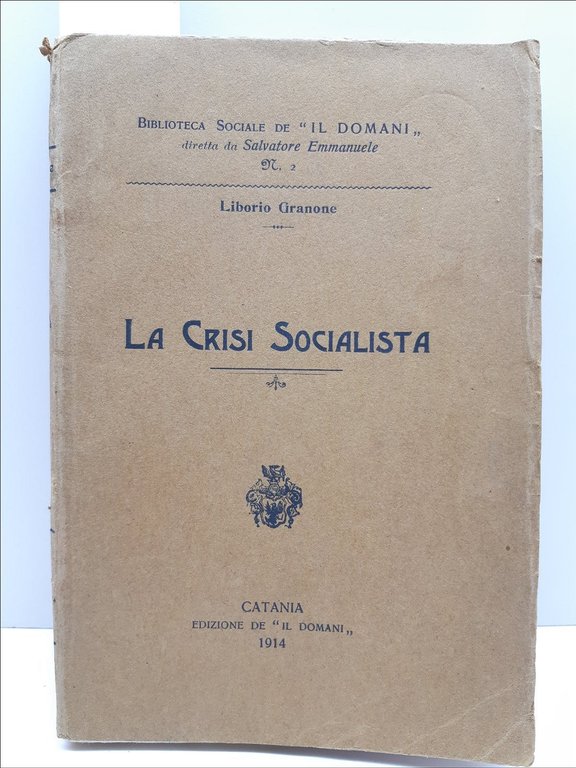 BIBLIOTECA SOCIALE DE "IL DOMANI„
diretta da Salvatore Emmanuele
N. 2
Liborio Granone
LA CRISI SOCIALISTA
CATANIA
EDIZIONE DE "IL DOMANI„
1914